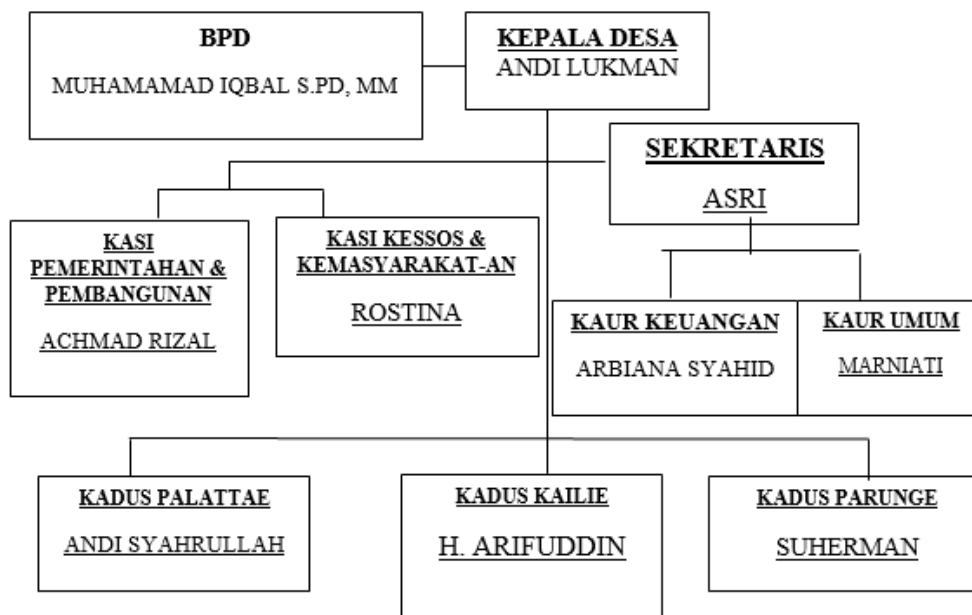 BPD
MUHAMAMAD IQBAL S.PD, MM
KEPALA DESA
ANDI LUKMAN
SEKRETARIS
ASRI
KASI
PEMERINTAHAN &
PEMBANGUNAN
ACHMAD RIZAL
KASI KESSOS &
KEMASYARAKAT-AN
ROSTINA
KAUR KEUANGAN
ARBIANA SYAHID
KAUR UMUM
MARNIATI
KADUS PALATTAE
ANDI SYAHRULLAH
KADUS KAILIE
H. ARIFUDDIN
KADUS PARUNGE
SUHERMAN